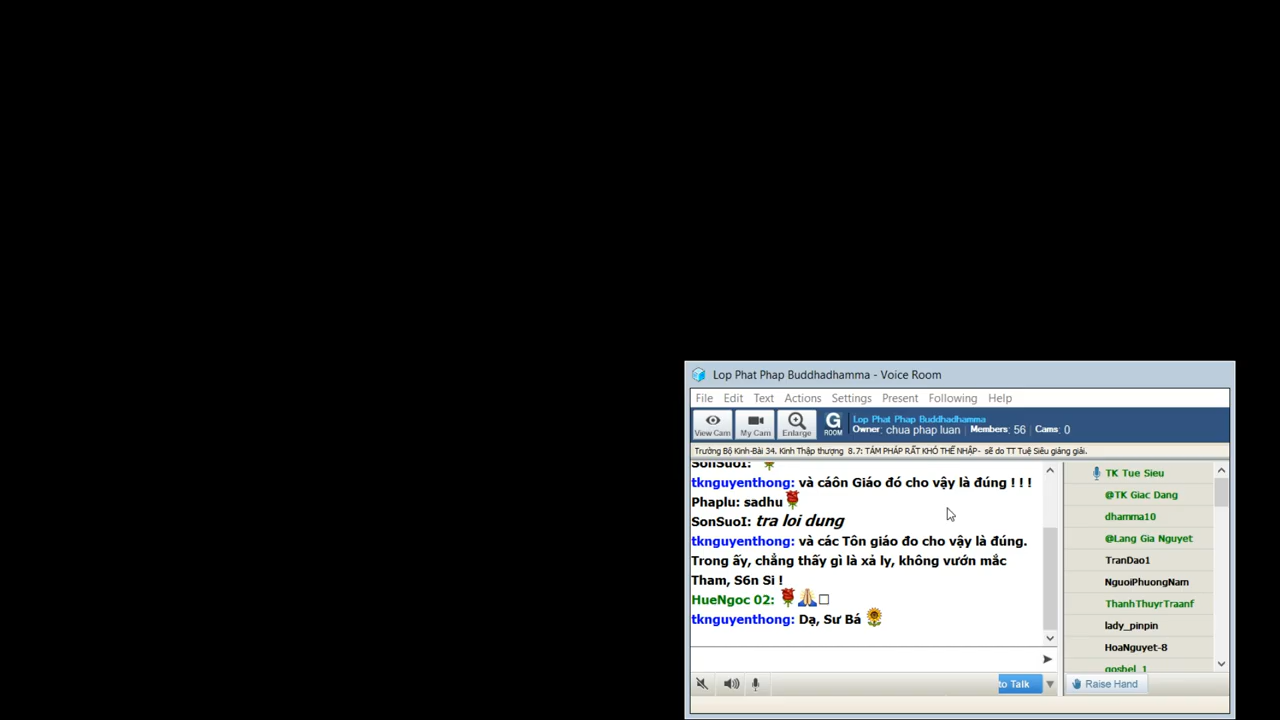 Lop Phat Phap Buddhadhamma - Voice Room
File Edit Text Actions Settings Present Following Help
View Cam My Cam Enlarge G ROOM
Lop Phat Phap Buddhadhamma
Owner: chua phap luan Members: 56 Cams: 0
Trường Bộ Kinh-Bài 34. Kinh Thập thượng 8.7: TÁM PHÁP RẤT KHÓ THỂ NHẬP- sẽ do TT Tuệ Siêu giảng giải.
SonSuoI:
tknguyenthong: và cáôn Giáo đó cho vậy là đúng ! ! !
Phaplu: sadhu
SonSuoI: tra loi dung
tknguyenthong: và các Tôn giáo đo cho vậy là đúng.
Trong ấy, chẳng thấy gì là xả ly, không vướn mắc
Tham, S6n Si !
HueNgoc 02:
tknguyenthong: Dạ, Sư Bá
TK Tue Sieu
@TK Giac Dang
dhamma10
@Lang Gia Nguyet
TranDao1
NguoiPhuongNam
ThanhThuyrTraanf
lady_pinpin
HoaNguyet-8
goshel_1
to Talk
Raise Hand